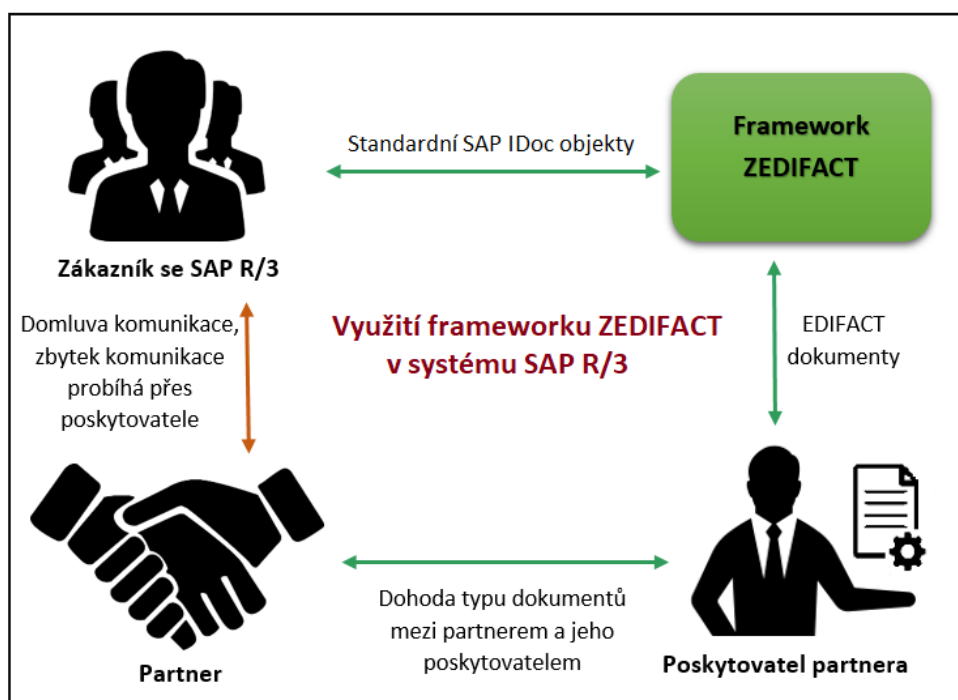 Standardní SAP IDoc objekty
Framework
ZEDIFACT
Zákazník se SAP R/3
Domluva komunikace,
zbytek komunikace
probíhá přes
poskytovatele
Využití frameworku ZEDIFACT
v systému SAP R/3
EDIFACT
dokumenty
Dohoda typu dokumentů
mezi partnerem a jeho
poskytovatelem
Partner
Poskytovatel partnera